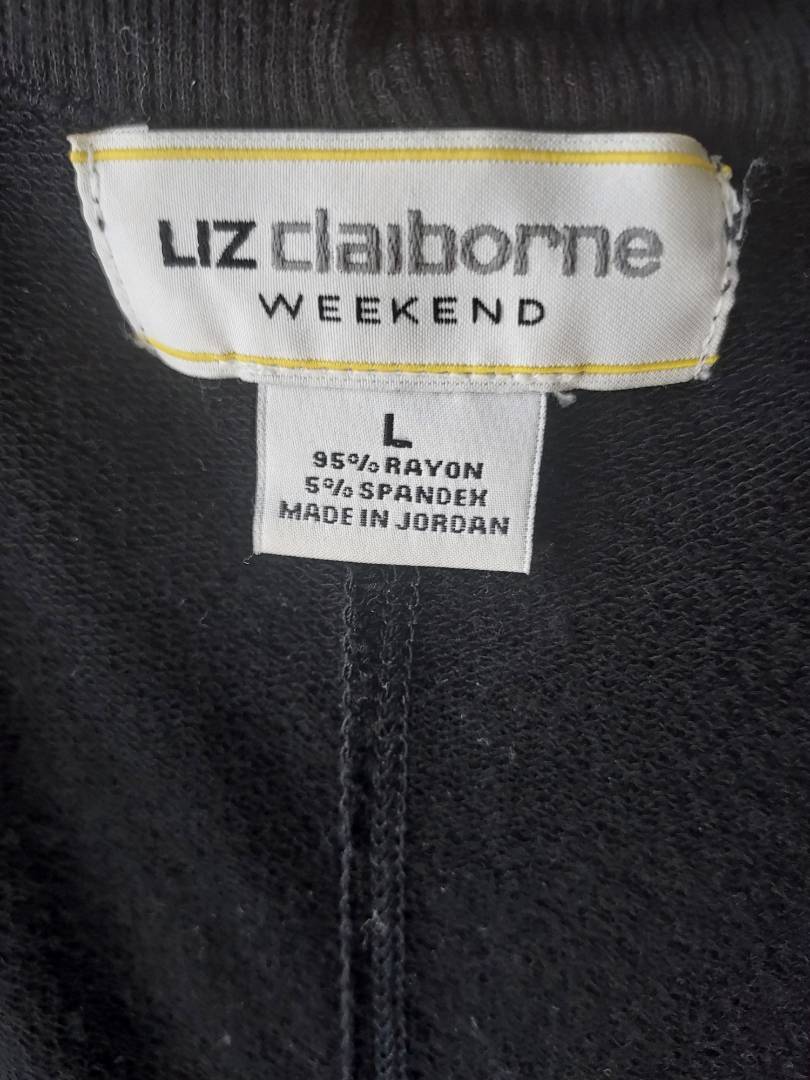 LIZ claiborne
WEEKEND
L
95% RAYON
5% SPANDEX
MADE IN JORDAN